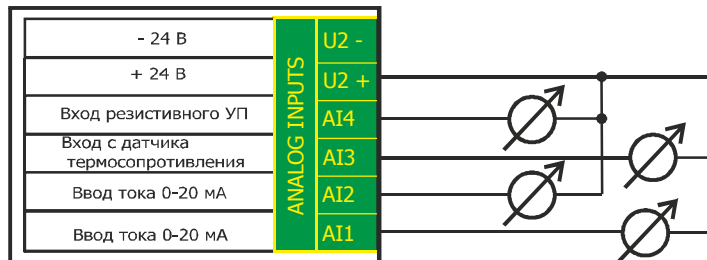 - 24 В
U2 -
+ 24 В
U2 +
Вход резистивного УП
AI4
Вход с датчика
термосопротивления
AI3
Ввод тока 0-20 мА
AI2
Ввод тока 0-20 мА
AI1
ANALOG INPUTS